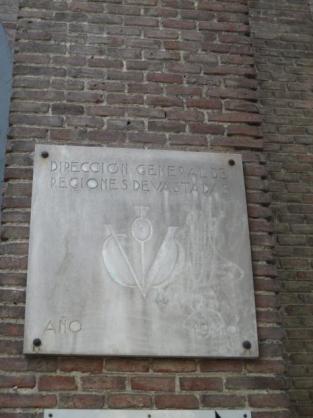 DIRECCIÓN GENERAL DE
REGIONES DEVASTADAS
AÑO